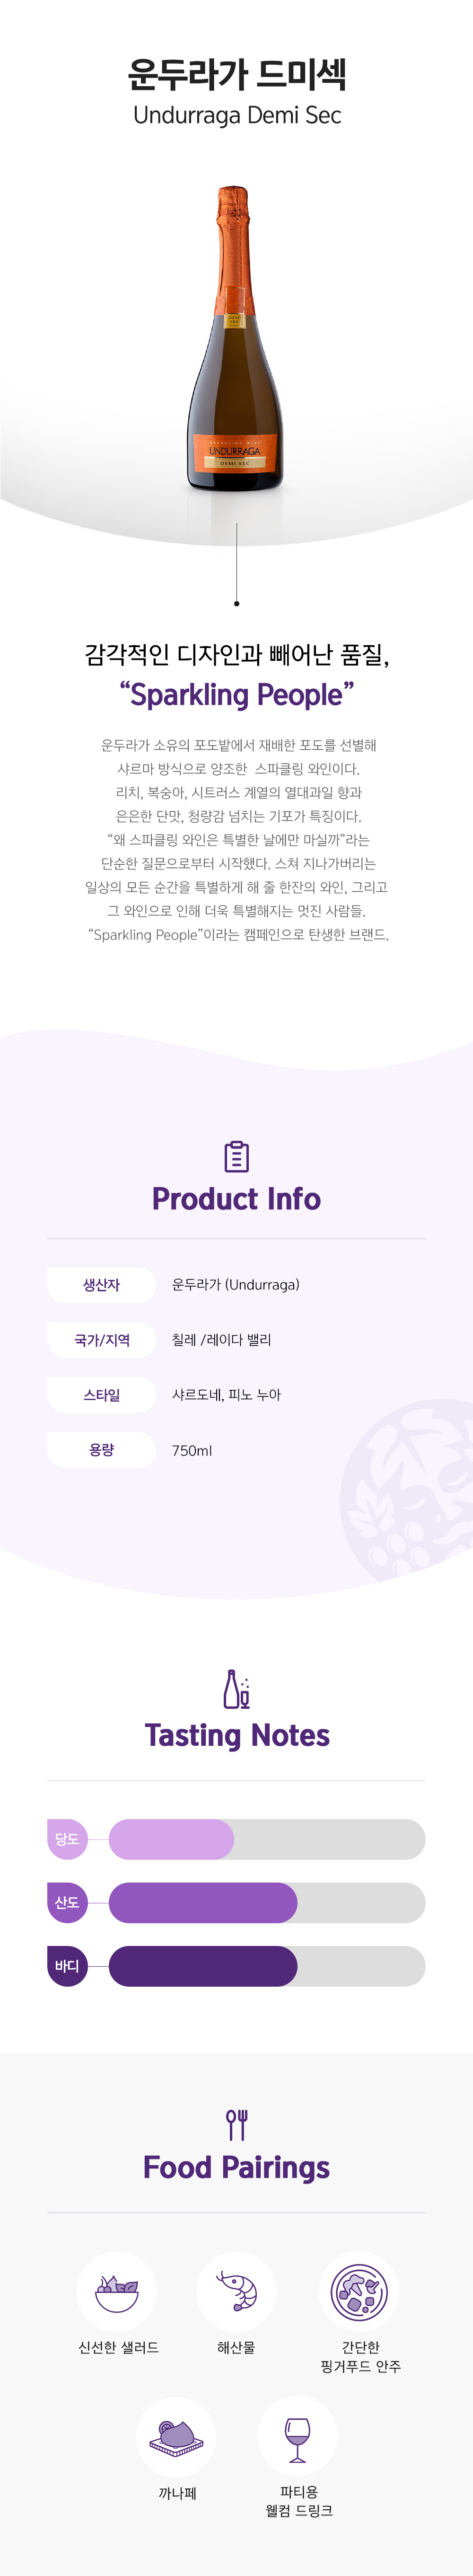 운두라가 드미섹
Undurraga Demi Sec
DEMI
SEC
SPARKLING WINE
UNDURRAGA
DEMI SEC
감각적인 디자인과 빼어난 품질,
“Sparkling People”
운두라가 소유의 포도밭에서 재배한 포도를 선별해
샤르마 방식으로 양조한 스파클링 와인이다.
리치, 복숭아, 시트러스 계열의 열대과일 향과
은은한 단맛, 청량감 넘치는 기포가 특징이다.
“왜 스파클링 와인은 특별한 날에만 마실까”라는
단순한 질문으로부터 시작했다. 스쳐 지나가버리는
일상의 모든 순간을 특별하게 해 줄 한잔의 와인, 그리고
그 와인으로 인해 더욱 특별해지는 멋진 사람들.
“Sparkling People”이라는 캠페인으로 탄생한 브랜드.
Product Info
생산자 운두라가 (Undurraga)
국가/지역 칠레 /레이다 밸리
스타일 샤르도네, 피노 누아
용량 750ml
Tasting Notes
당도
산도
바디
Food Pairings
신선한 샐러드
해산물
간단한
핑거푸드 안주
까나페
파티용
웰컴 드링크